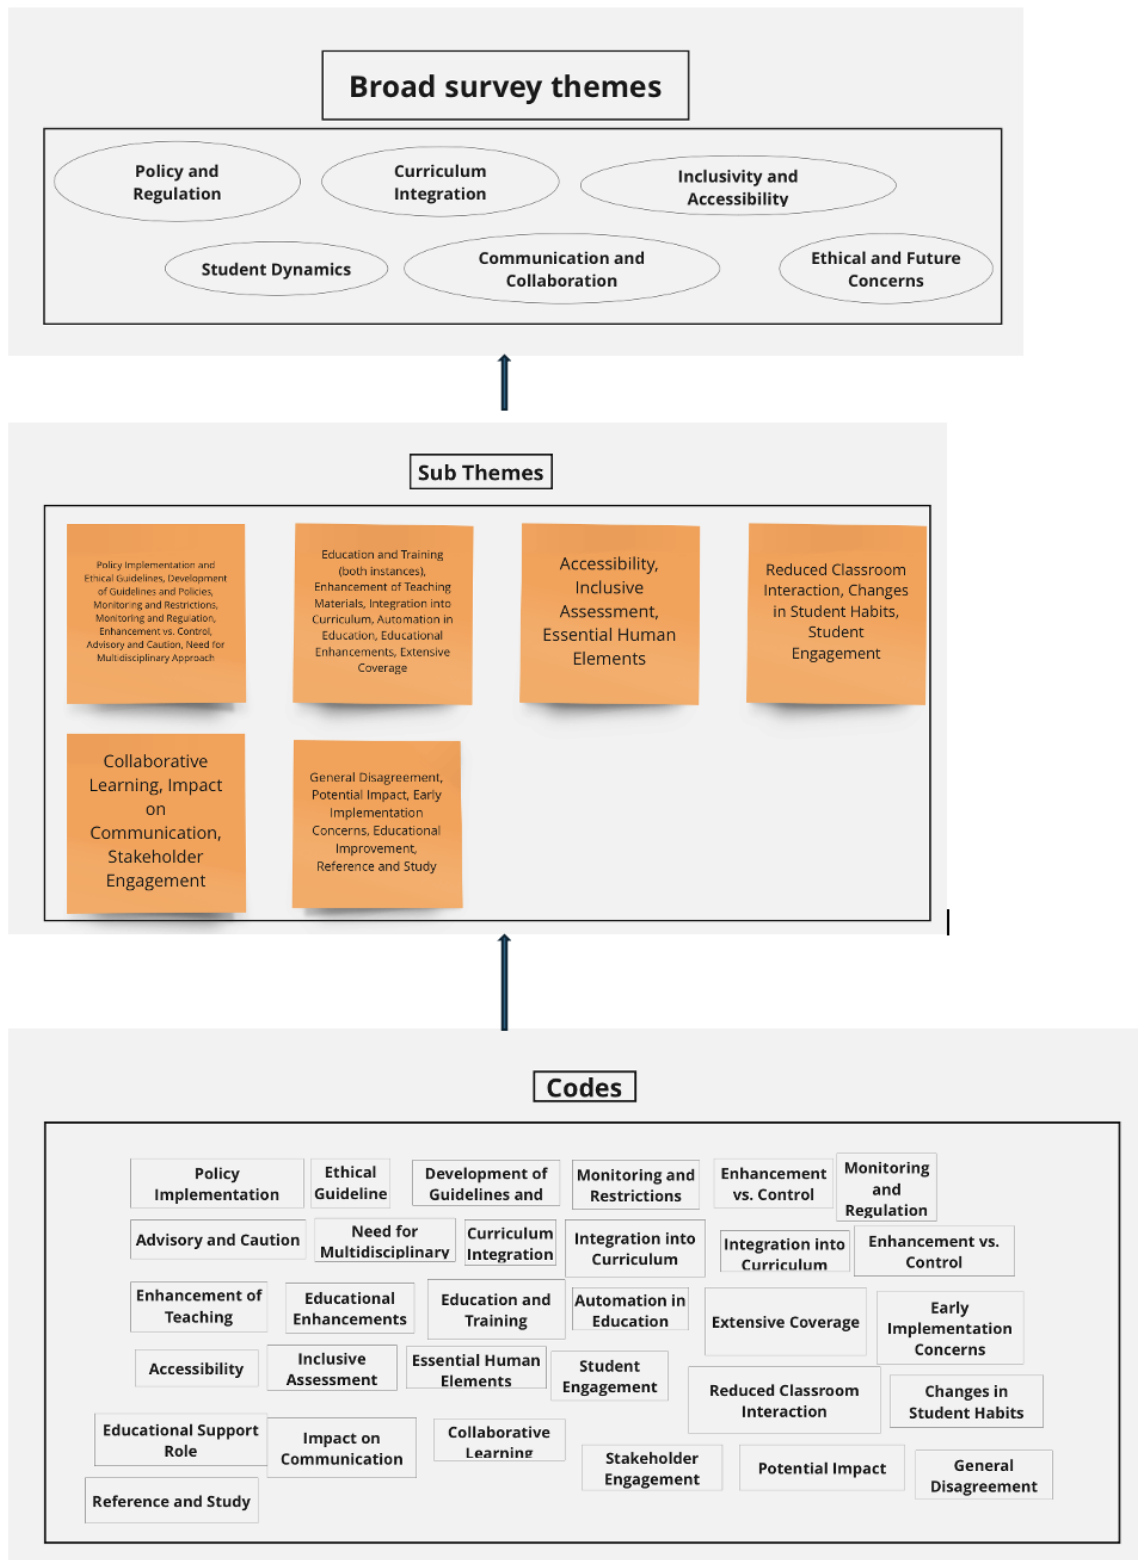 Broad survey themes
Policy and
Regulation
Curriculum
Integration
Inclusivity and
Accessibility
Student Dynamics
Communication and
Collaboration
Ethical and Future
Concerns
Sub Themes
Policy Implementation and
Ethical Guidelines, Development
of Guidelines and Policies,
Monitoring and Restrictions,
Monitoring and Regulation,
Enhancement vs. Control,
Advisory and Caution, Need for
Multidisciplinary Approach
Education and Training
(both instances),
Enhancement of Teaching
Materials, Integration into
Curriculum, Automation in
Education, Educational
Enhancements, Extensive
Coverage
Accessibility,
Inclusive
Assessment,
Essential Human
Elements
Reduced Classroom
Interaction, Changes
in Student Habits,
Student
Engagement
Collaborative
Learning, Impact
on
Communication,
Stakeholder
Engagement
General Disagreement,
Potential Impact, Early
Implementation
Concerns, Educational
Improvement,
Reference and Study
Codes
Policy
Implementation
Ethical
Guideline
Development of
Guidelines and
Monitoring and
Restrictions
Enhancement
vs. Control
Monitoring
and
Regulation
Advisory and Caution
Need for
Multidisciplinary
Curriculum
Integration
Integration into
Curriculum
Integration into
Curriculum
Enhancement vs.
Control
Enhancement of
Teaching
Educational
Enhancements
Education and
Training
Automation in
Education
Extensive Coverage
Early
Implementation
Concerns
Accessibility
Inclusive
Assessment
Essential Human
Elements
Student
Engagement
Reduced Classroom
Interaction
Changes in
Student Habits
Educational Support
Role
Impact on
Communication
Collaborative
Learning
Stakeholder
Engagement
Potential Impact
General
Disagreement
Reference and Study